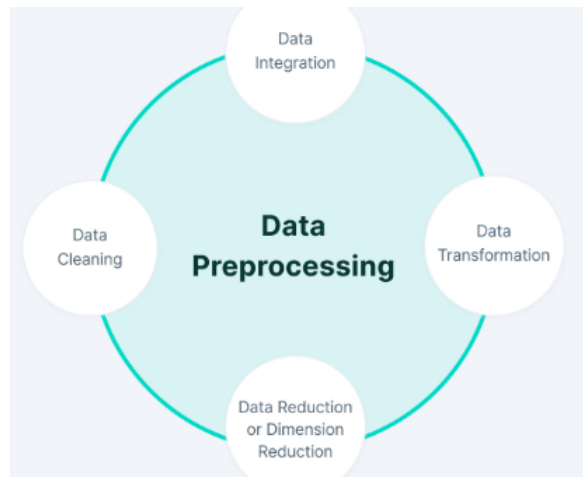 Data
Integration
Data
Cleaning
Data
Preprocessing
Data
Transformation
Data Reduction
or Dimension
Reduction